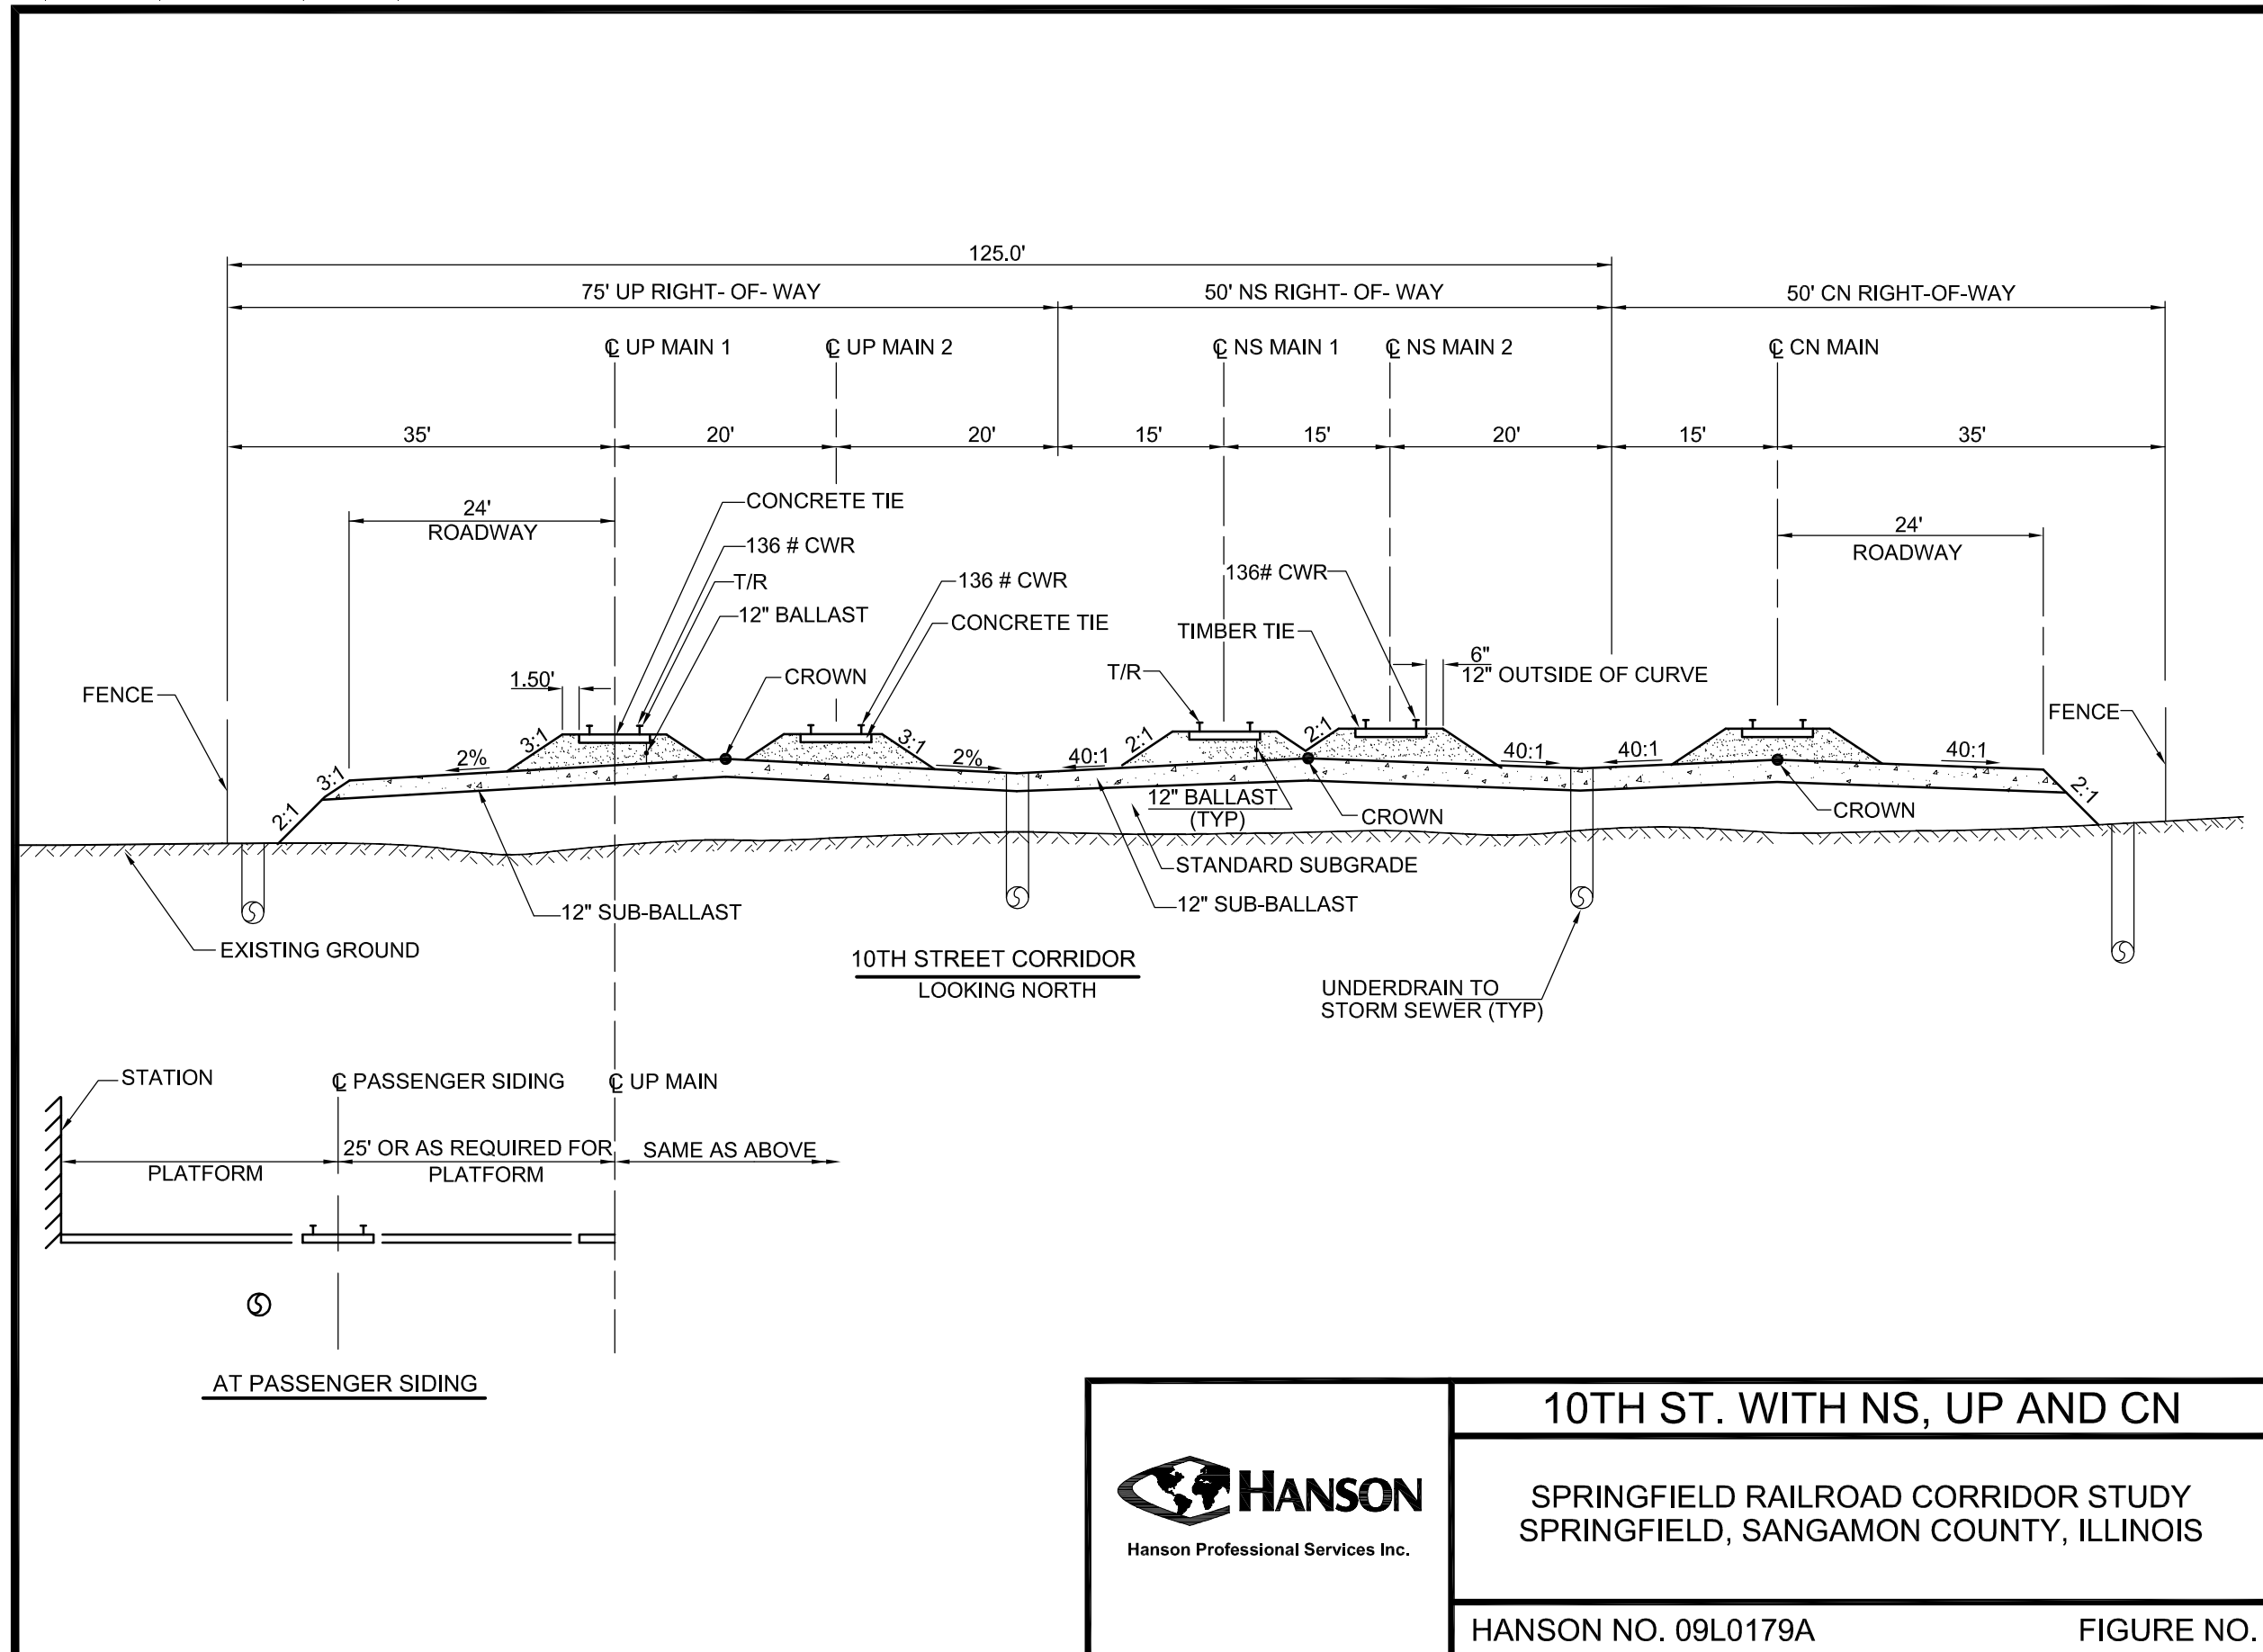 125.0'
75' UP RIGHT- OF- WAY
50' NS RIGHT- OF- WAY
50' CN RIGHT-OF-WAY
℄ UP MAIN 1
℄ UP MAIN 2
℄ NS MAIN 1
℄ NS MAIN 2
℄ CN MAIN
35'
20'
20'
15'
15'
20'
15'
35'
24'
ROADWAY
CONCRETE TIE
136 # CWR
T/R
12" BALLAST
CROWN
136 # CWR
CONCRETE TIE
136# CWR
TIMBER TIE
T/R
6"
12" OUTSIDE OF CURVE
24'
ROADWAY
FENCE
1.50'
FENCE
2:1
3:1
2%
3:1
3:1
2%
40:1
2:1
2:1
40:1
40:1
40:1
2:1
12" BALLAST
(TYP)
CROWN
CROWN
STANDARD SUBGRADE
12" SUB-BALLAST
12" SUB-BALLAST
EXISTING GROUND
10TH STREET CORRIDOR
LOOKING NORTH
UNDERDRAIN TO
STORM SEWER (TYP)
STATION
℄ PASSENGER SIDING
℄ UP MAIN
PLATFORM
25' OR AS REQUIRED FOR
PLATFORM
SAME AS ABOVE
AT PASSENGER SIDING
HANSON
Hanson Professional Services Inc.
10TH ST. WITH NS, UP AND CN
SPRINGFIELD RAILROAD CORRIDOR STUDY
SPRINGFIELD, SANGAMON COUNTY, ILLINOIS
HANSON NO. 09L0179A
FIGURE NO.